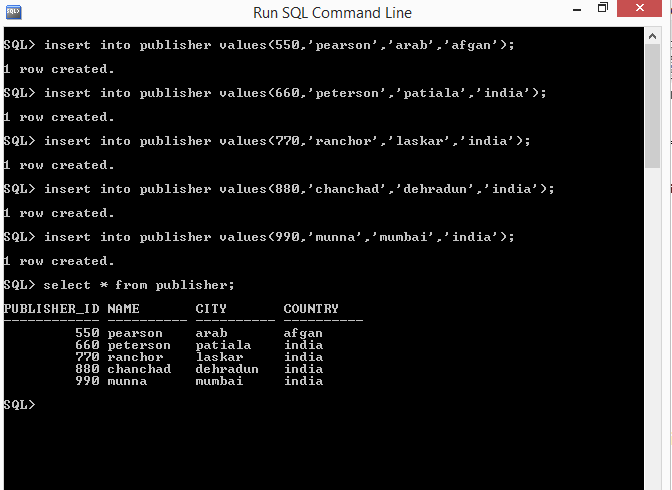 Run SQL Command Line
SQL> insert into publisher values(550,'pearson','arab','afgan');
1 row created.
SQL> insert into publisher values(660,'peterson','patiala','india');
1 row created.
SQL> insert into publisher values(770,'ranchor','laskar','india');
1 row created.
SQL> insert into publisher values(880,'chanchad','dehradun','india');
1 row created.
SQL> insert into publisher values(990,'munna','mumbai','india');
1 row created.
SQL> select * from publisher;
PUBLISHER_ID NAME       CITY       COUNTRY
------------ ---------- ---------- ----------
         550 pearson    arab       afgan
         660 peterson   patiala    india
         770 ranchor    laskar     india
         880 chanchad   dehradun   india
         990 munna      mumbai     india
SQL>